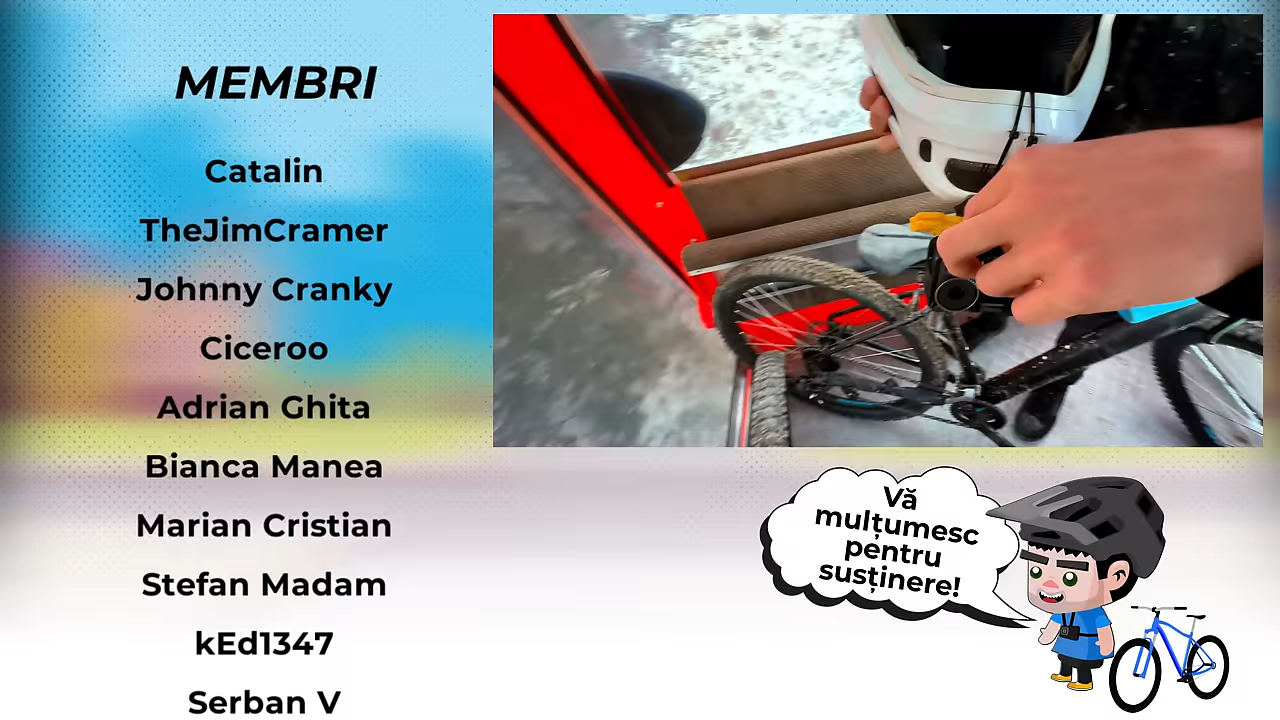 MEMBRI
Catalin
TheJimCramer
Johnny Cranky
Ciceroo
Adrian Ghita
Bianca Manea
Marian Cristian
Stefan Madam
kEd1347
Serban V
Vă
mulțumesc
pentru
susținere!